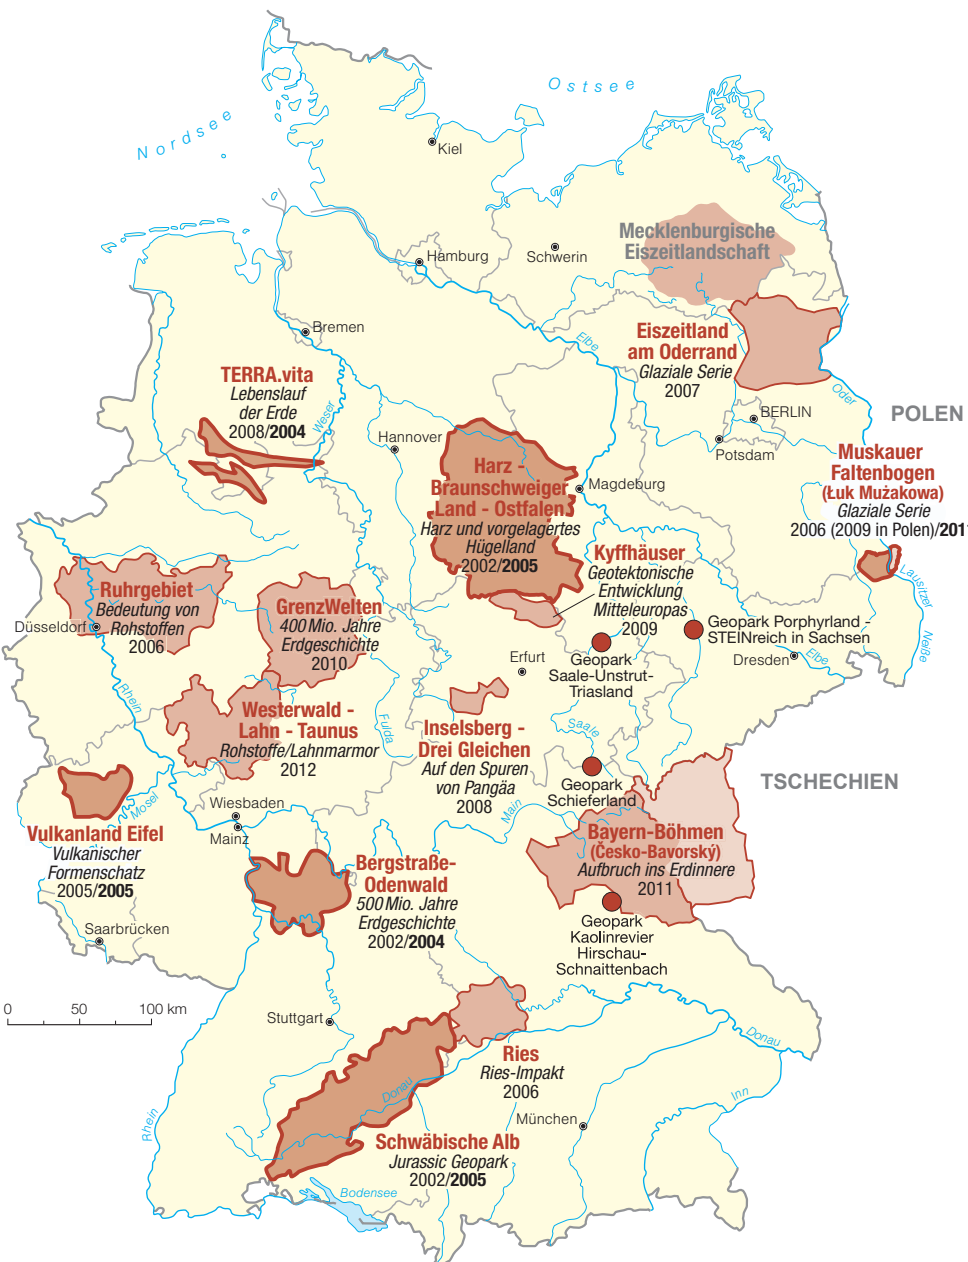 Ostsee
Nordsee
Kiel
Mecklenburgische
Eiszeitlandschaft
Hamburg
Schwerin
Bremen
Elbe
Eiszeitland
am Oderrand
Glaziale Serie
2007
Oder
TERRA.vita
Lebenslauf
der Erde
2008/2004
Weser
BERLIN
POLEN
Hannover
Potsdam
Muskauer
Faltenbogen
(Łuk Mużakowa)
Glaziale Serie
2006 (2009 in Polen)/2011
Harz -
Braunschweiger
Land - Ostfalen
Harz und vorgelagertes
Hügelland
2002/2005
Magdeburg
Kyffhäuser
Geotektonische
Entwicklung
Mitteleuropas
2009
Lausitzer
Neiße
Ruhrgebiet
Bedeutung von
Rohstoffen
2006
Düsseldorf
GrenzWelten
400 Mio. Jahre
Erdgeschichte
2010
Geopark Porphyrland -
STEINreich in Sachsen
Dresden
Elbe
Erfurt
Geopark
Saale-Unstrut-
Triasland
Rhein
Westerwald -
Lahn - Taunus
Rohstoffe/Lahnmarmor
2012
Fulda
Inselsberg -
Drei Gleichen
Auf den Spuren
von Pangäa
2008
Saale
Geopark
Schieferland
TSCHECHIEN
Mosel
Wiesbaden
Mainz
Main
Vulkanland Eifel
Vulkanischer
Formenschatz
2005/2005
Bayern-Böhmen
(Česko-Bavorský)
Aufbruch ins Erdinnere
2011
Bergstraße-
Odenwald
500 Mio. Jahre
Erdgeschichte
2002/2004
Geopark
Kaolinrevier
Hirschau-
Schnaittenbach
Saarbrücken
0 50 100 km
Stuttgart
Donau
Ries
Ries-Impakt
2006
Donau
Inn
München
Rhein
Schwäbische Alb
Jurassic Geopark
2002/2005
Bodensee